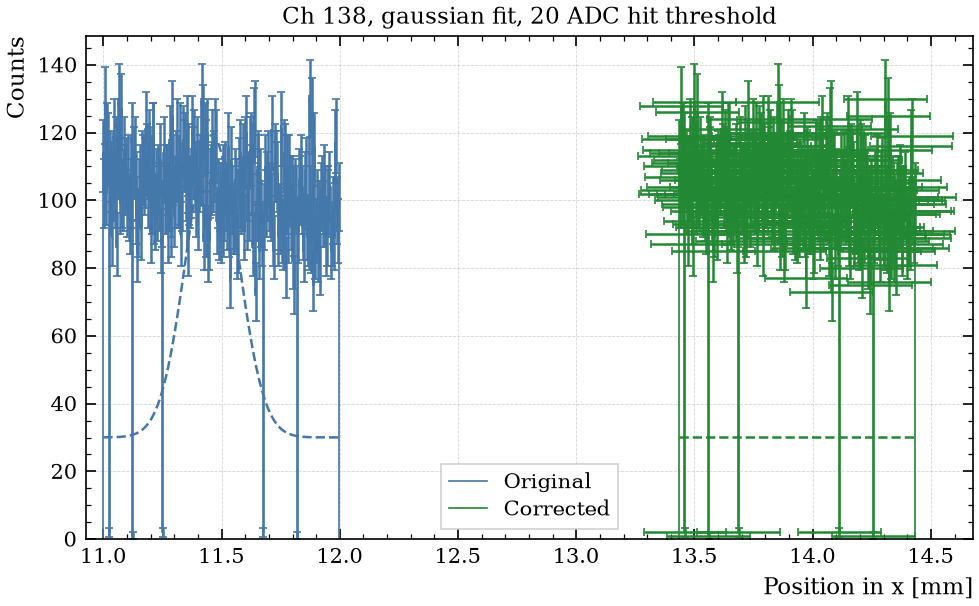 Ch 138, gaussian fit, 20 ADC hit threshold
Counts
140
120
100
80
60
40
20
0
Original
Corrected
11.0 11.5 12.0 12.5 13.0 13.5 14.0 14.5
Position in x [mm]